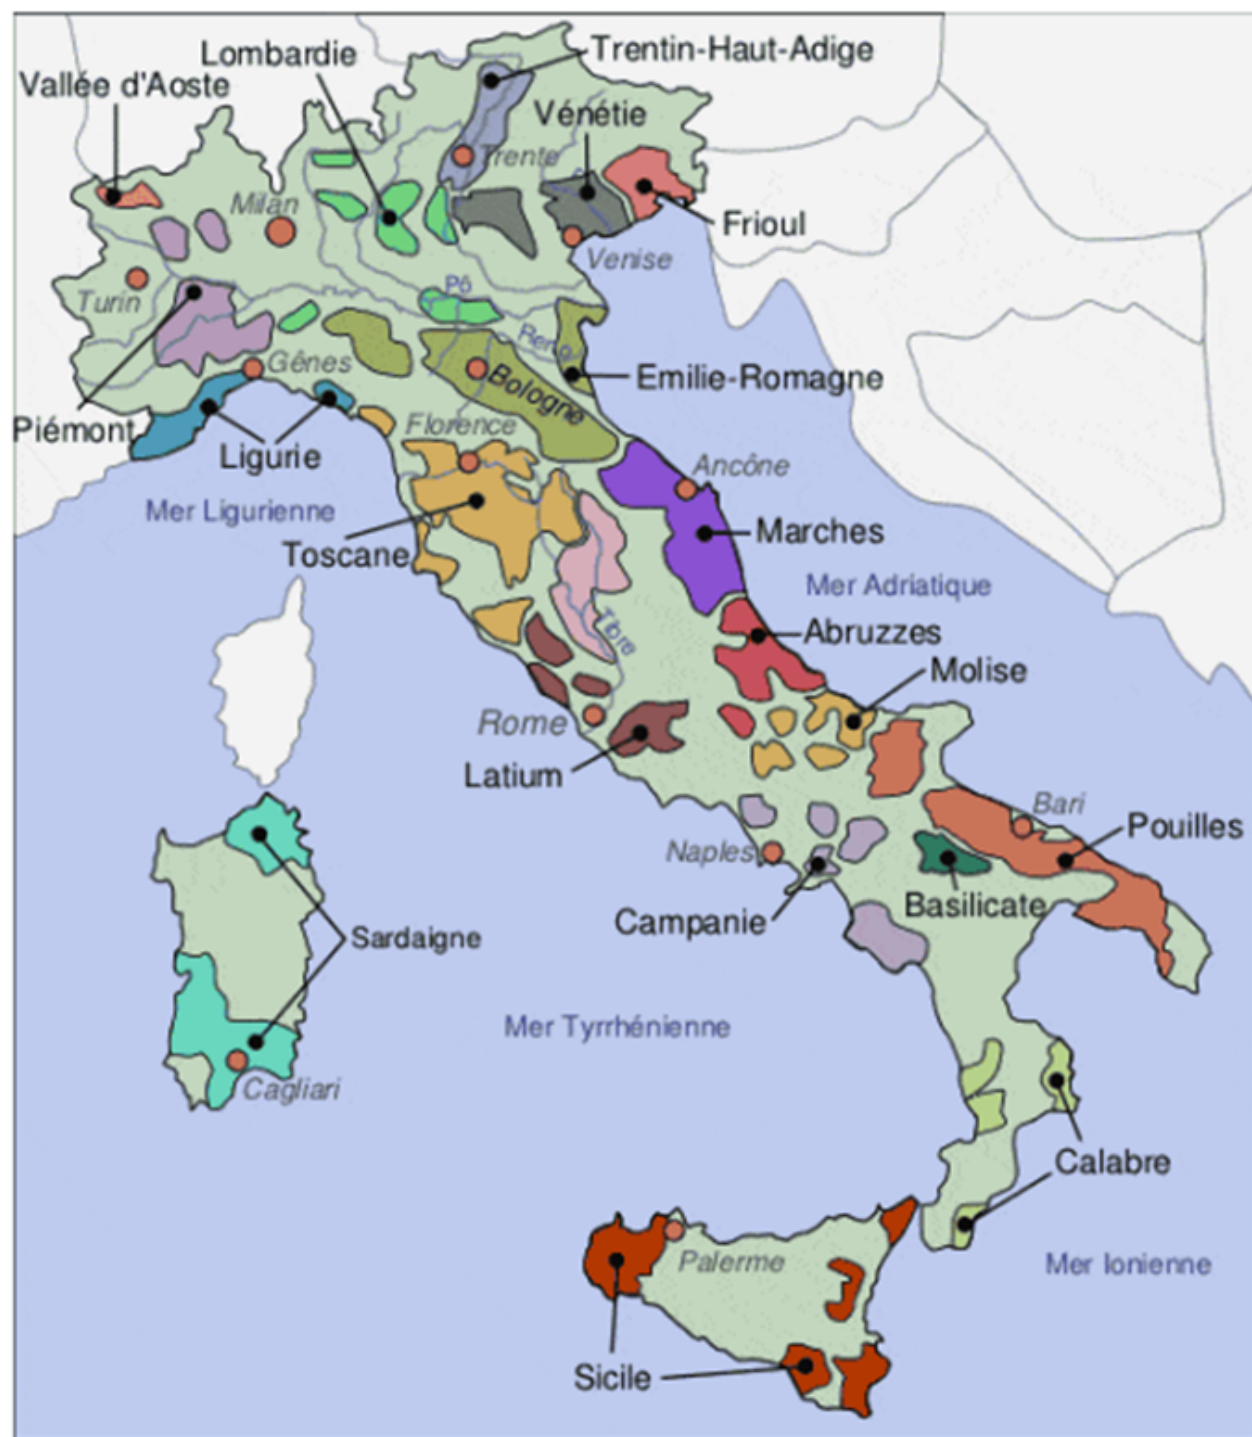 Trentin-Haut-Adige
Lombardie
Vallée d'Aoste
Vénétie
Trente
Milan
Frioul
Venise
Turin
Pô
Reno
Gênes
Emilie-Romagne
Bologne
Piémont
Florence
Ligurie
Ancône
Mer Ligurienne
Marches
Toscane
Mer Adriatique
Tibre
Abruzzes
Molise
Rome
Latium
Bari
Pouilles
Naples
Basilicate
Campanie
Sardaigne
Mer Tyrrhénienne
Cagliari
Calabre
Palerme
Mer Ionienne
Sicile